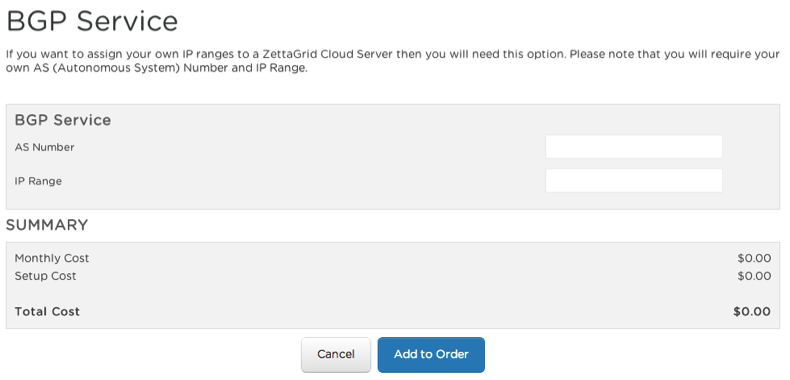 BGP Service
If you want to assign your own IP ranges to a ZettaGrid Cloud Server then you will need this option. Please note that you will require your
own AS (Autonomous System) Number and IP Range.
BGP Service
AS Number
IP Range
SUMMARY
Monthly Cost $0.00
Setup Cost $0.00
Total Cost $0.00
Cancel Add to Order